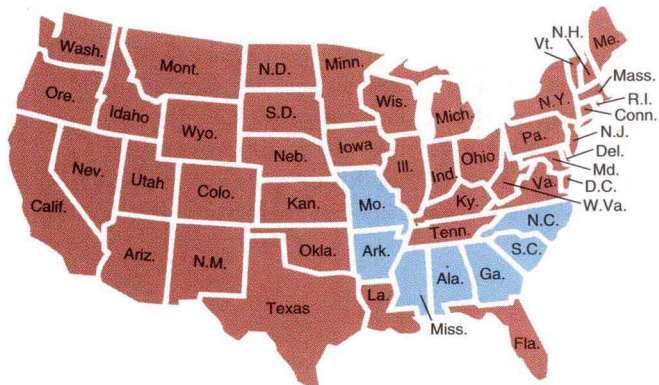 Wash.
Mont.
N.D.
Minn.
Vt.
N.H.
Me.
Ore.
Idaho
Wyo.
S.D.
Wis.
Mich.
N.Y.
Mass.
R.I.
Conn.
Nev.
Utah
Colo.
Neb.
Iowa
Ill.
Ind.
Ohio
Pa.
N.J.
Del.
Md.
D.C.
W.Va.
Va.
Calif.
Kan.
Mo.
Ky.
N.C.
Tenn.
S.C.
Ariz.
N.M.
Okla.
Ark.
Ala.
Ga.
Texas
La.
Miss.
Fla.